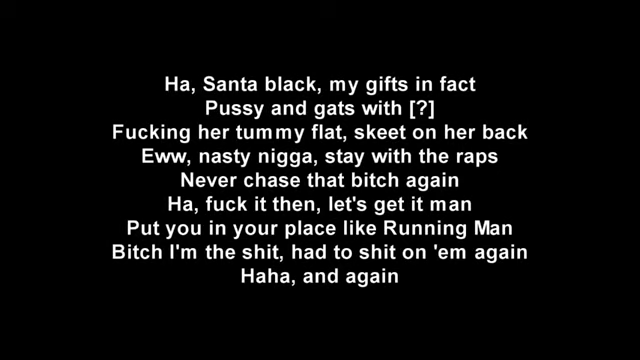 Ha, Santa black, my gifts in fact
Pussy and gats with [?]
Fucking her tummy flat, skeet on her back
Eww, nasty nigga, stay with the raps
Never chase that bitch again
Ha, fuck it then, let's get it man
Put you in your place like Running Man
Bitch I'm the shit, had to shit on 'em again
Haha, and again